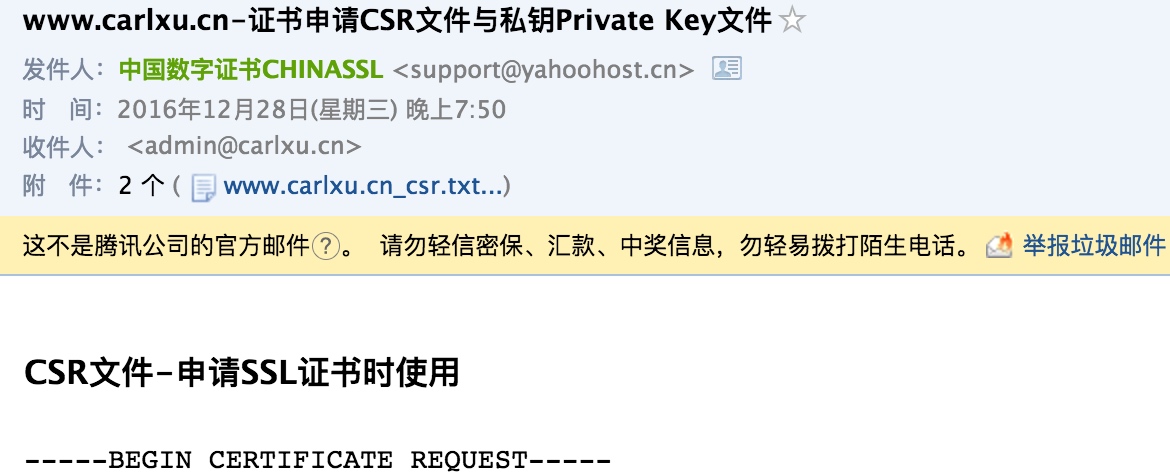 www.carlxu.cn-证书申请CSR文件与私钥Private Key文件
发件人：中国数字证书CHINASSL <support@yahoohost.cn>
时 间：2016年12月28日(星期三) 晚上7:50
收件人： <admin@carlxu.cn>
附 件：2 个 ( www.carlxu.cn_csr.txt...)
这不是腾讯公司的官方邮件?。 请勿轻信密保、汇款、中奖信息，勿轻易拨打陌生电话。 举报垃圾邮件
CSR文件-申请SSL证书时使用
-----BEGIN CERTIFICATE REQUEST-----